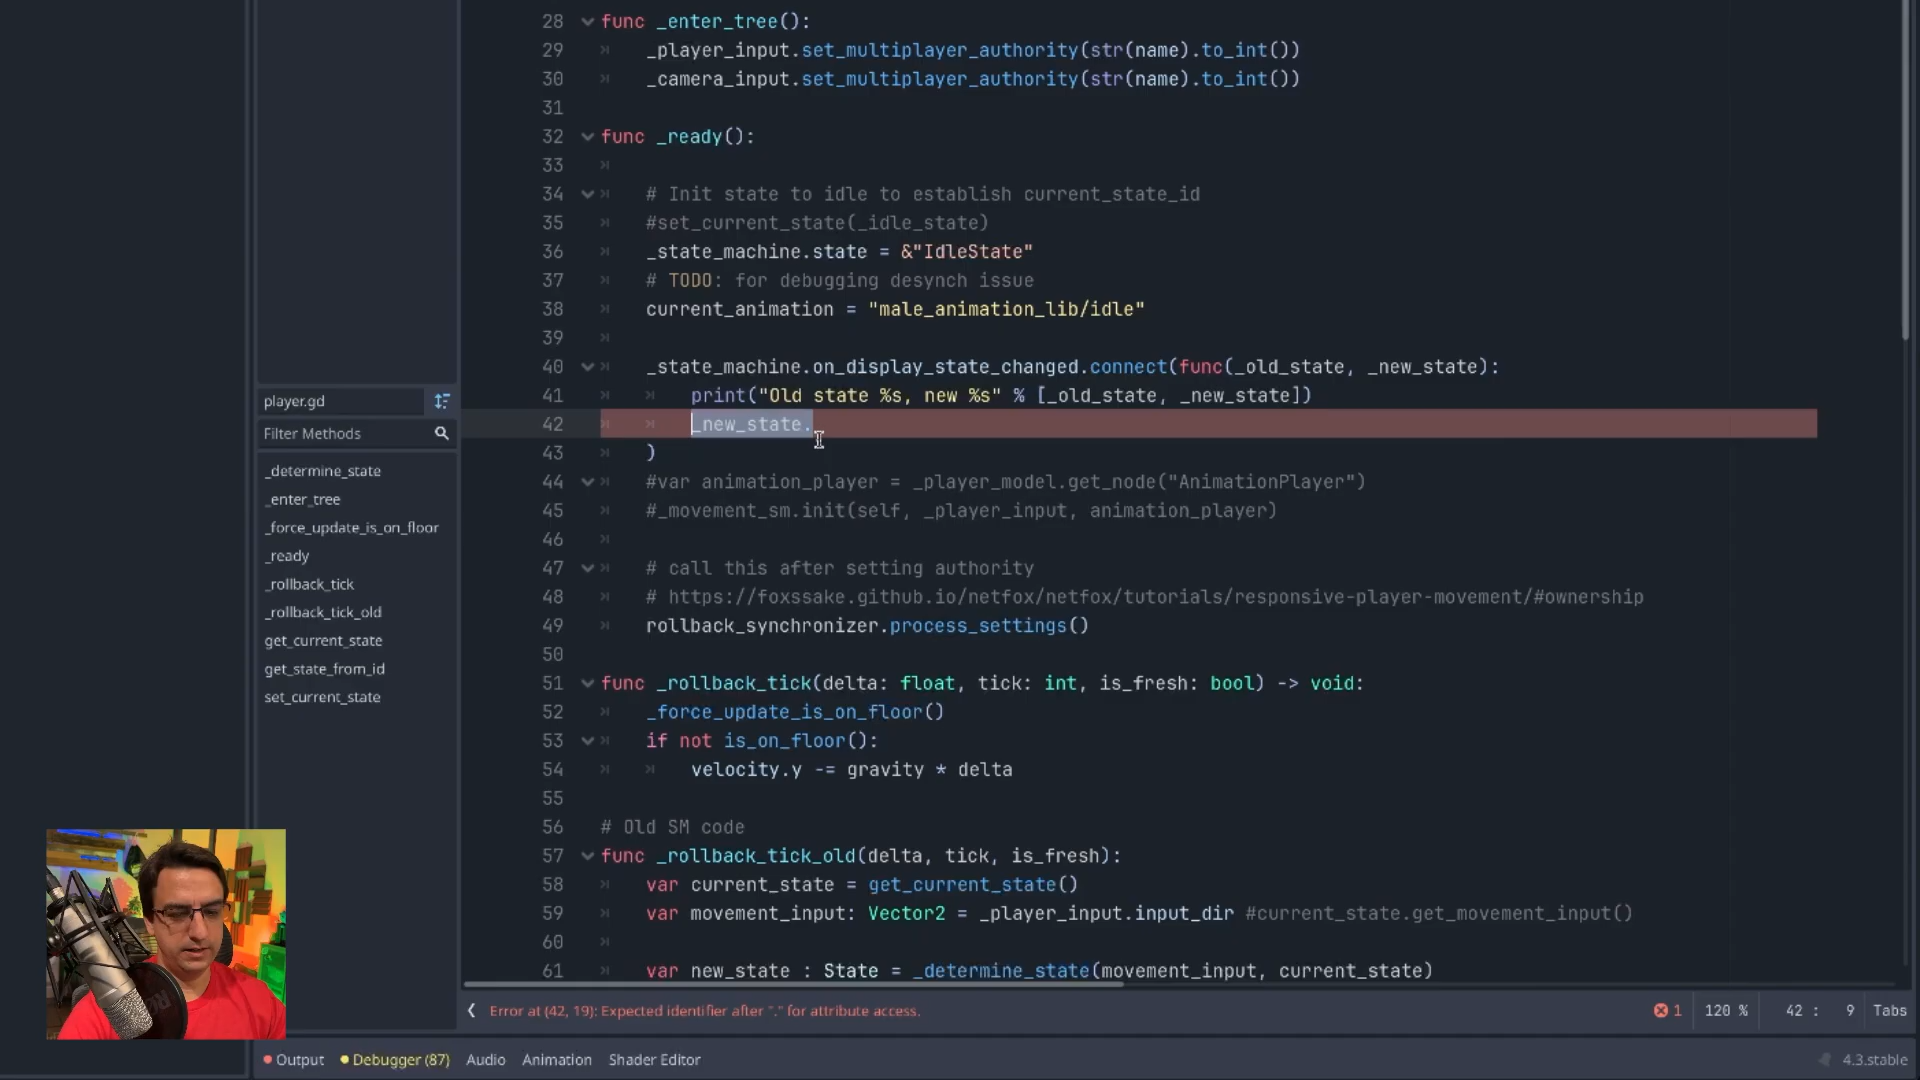 28 func _enter_tree():
29 _player_input.set_multiplayer_authority(str(name).to_int())
30 _camera_input.set_multiplayer_authority(str(name).to_int())
31
32 func _ready():
33
34 # Init state to idle to establish current_state_id
35 #set_current_state(_idle_state)
36 _state_machine.state = &"IdleState"
37 # TODO: for debugging desynch issue
38 current_animation = "male_animation_lib/idle"
39
40 _state_machine.on_display_state_changed.connect(func(_old_state, _new_state):
41 print("Old state %s, new %s" % [_old_state, _new_state])
42 _new_state.
43 )
44 #var animation_player = _player_model.get_node("AnimationPlayer")
45 #_movement_sm.init(self, _player_input, animation_player)
46
47 # call this after setting authority
48 # https://foxssake.github.io/netfox/netfox/tutorials/responsive-player-movement/#ownership
49 rollback_synchronizer.process_settings()
50
51 func _rollback_tick(delta: float, tick: int, is_fresh: bool) -> void:
52 _force_update_is_on_floor()
53 if not is_on_floor():
54 velocity.y -= gravity * delta
55
56 # Old SM code
57 func _rollback_tick_old(delta, tick, is_fresh):
58 var current_state = get_current_state()
59 var movement_input: Vector2 = _player_input.input_dir #current_state.get_movement_input()
60
61 var new_state : State = _determine_state(movement_input, current_state)
player.gd
Filter Methods
_determine_state
_enter_tree
_force_update_is_on_floor
_ready
_rollback_tick
_rollback_tick_old
get_current_state
get_state_from_id
set_current_state
Error at (42, 19): Expected identifier after "." for attribute access.
1 120 % 42 : 9 Tabs
Output Debugger (87) Audio Animation Shader Editor 4.3.stable